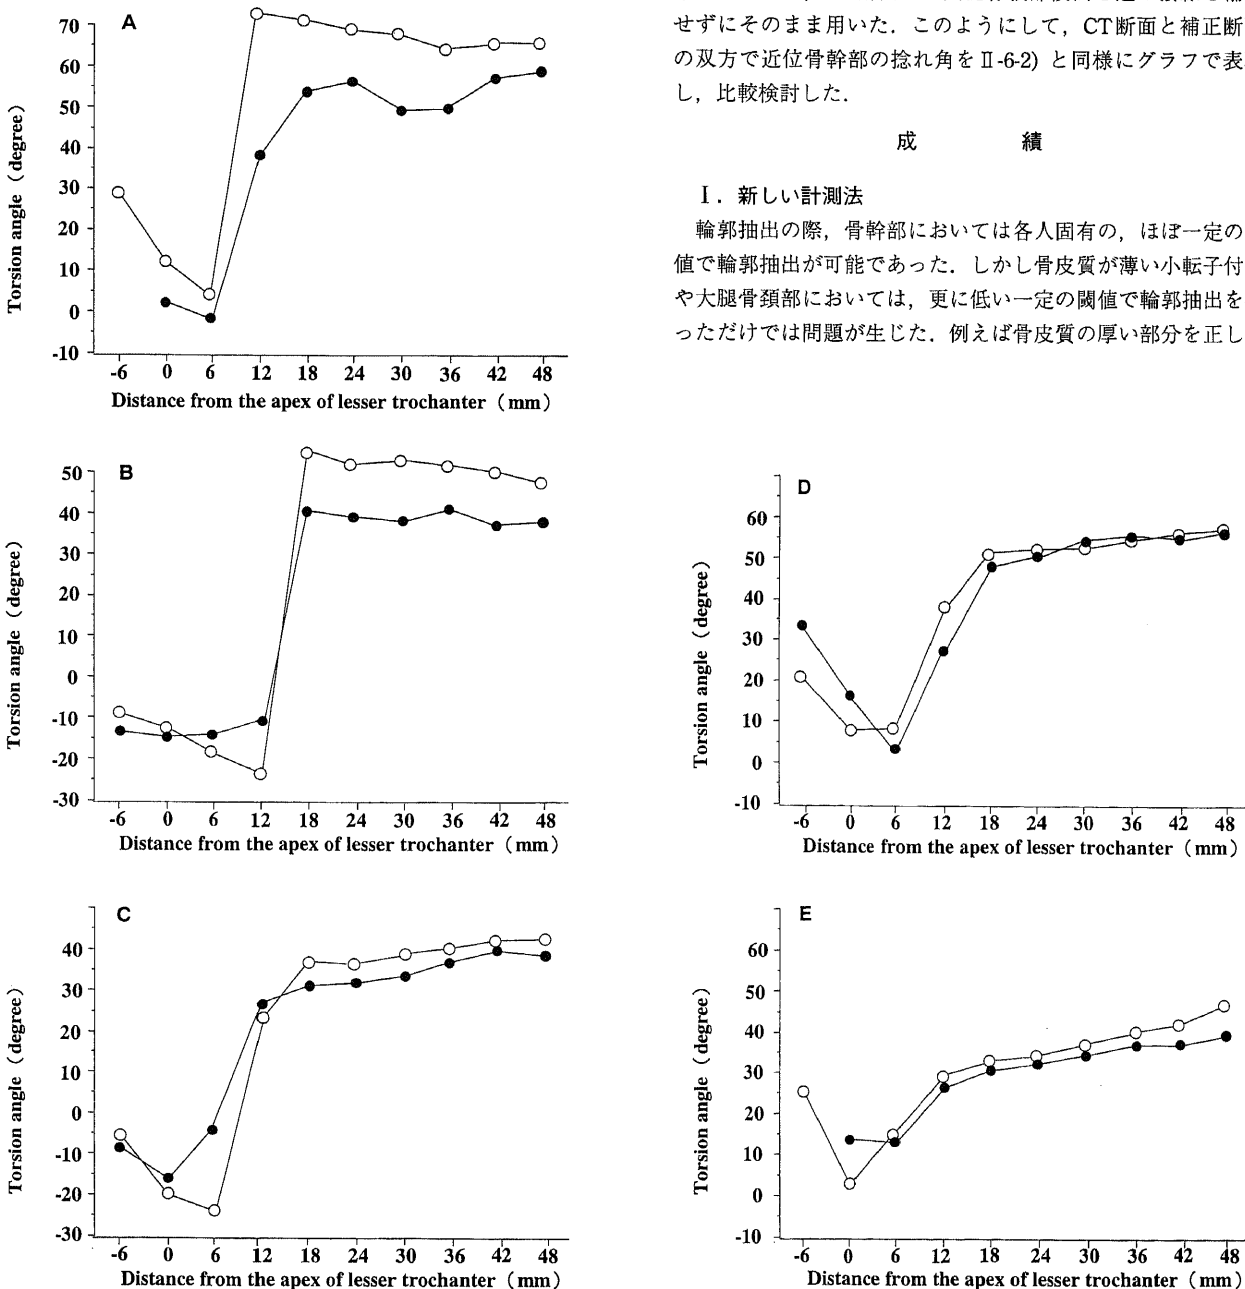 せずにそのまま用いた．このようにして，CT断面と補正断
の双方で近位骨幹部の捻れ角をⅡ-6-2) と同様にグラフで表
し，比較検討した．
成 績
Ⅰ．新しい計測法
輪郭抽出の際，骨幹部においては各人固有の，ほぼ一定の
値で輪郭抽出が可能であった．しかし骨皮質が薄い小転子付
や大腿骨頚部においては，更に低い一定の閾値で輪郭抽出を
っただけでは問題が生じた．例えば骨皮質の厚い部分を正し
A
Torsion angle (degree)
70
60
50
40
30
20
10
0
-10
-6 0 6 12 18 24 30 36 42 48
Distance from the apex of lesser trochanter (mm)
B
Torsion angle (degree)
50
40
30
20
10
0
-10
-20
-30
-6 0 6 12 18 24 30 36 42 48
Distance from the apex of lesser trochanter (mm)
C
Torsion angle (degree)
40
30
20
10
0
-10
-20
-30
-6 0 6 12 18 24 30 36 42 48
Distance from the apex of lesser trochanter (mm)
D
Torsion angle (degree)
60
50
40
30
20
10
0
-10
-6 0 6 12 18 24 30 36 42 48
Distance from the apex of lesser trochanter (mm)
E
Torsion angle (degree)
60
50
40
30
20
10
0
-10
-6 0 6 12 18 24 30 36 42 48
Distance from the apex of lesser trochanter (mm)